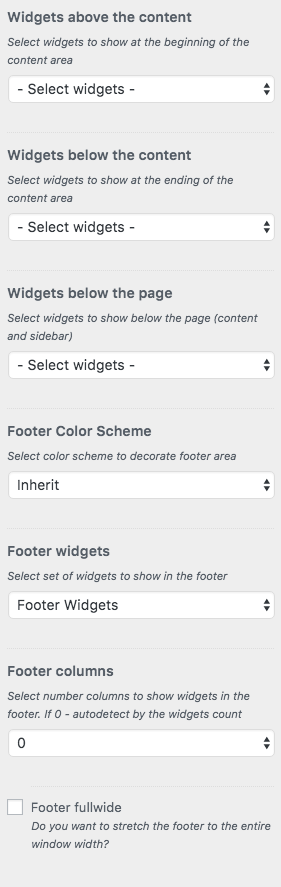 Widgets above the content
Select widgets to show at the beginning of the
content area
- Select widgets -
Widgets below the content
Select widgets to show at the ending of the
content area
- Select widgets -
Widgets below the page
Select widgets to show below the page (content
and sidebar)
- Select widgets -
Footer Color Scheme
Select color scheme to decorate footer area
Inherit
Footer widgets
Select set of widgets to show in the footer
Footer Widgets
Footer columns
Select number columns to show widgets in the
footer. If 0 - autodetect by the widgets count
0
Footer fullwide
Do you want to stretch the footer to the entire
window width?